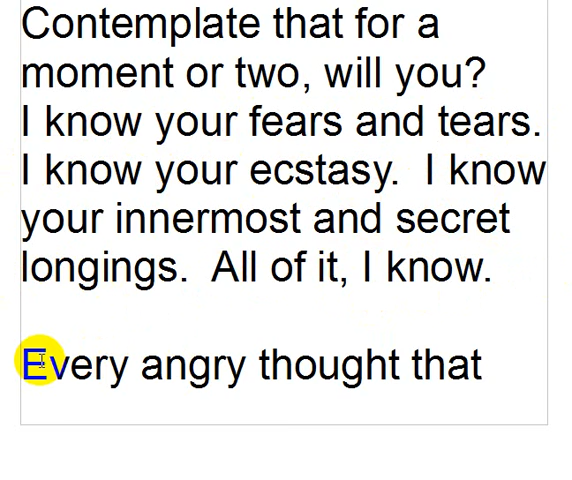 Contemplate that for a
moment or two, will you?
I know your fears and tears.
I know your ecstasy.  I know
your innermost and secret
longings.  All of it, I know.
Every angry thought that